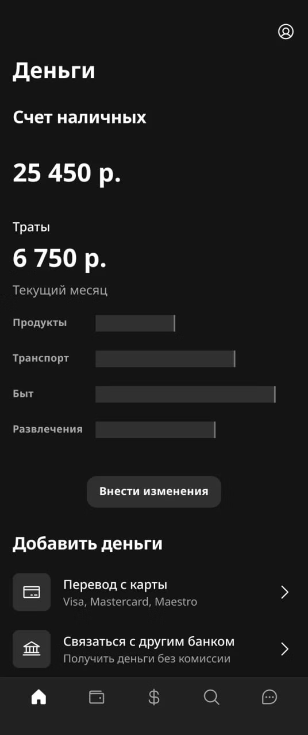 Деньги
Счет наличных
25 450 р.
Траты
6 750 р.
Текущий месяц
Продукты
Транспорт
Быт
Развлечения
Внести изменения
Добавить деньги
Перевод с карты
Visa, Mastercard, Maestro
Связаться с другим банком
Получить деньги без комиссии